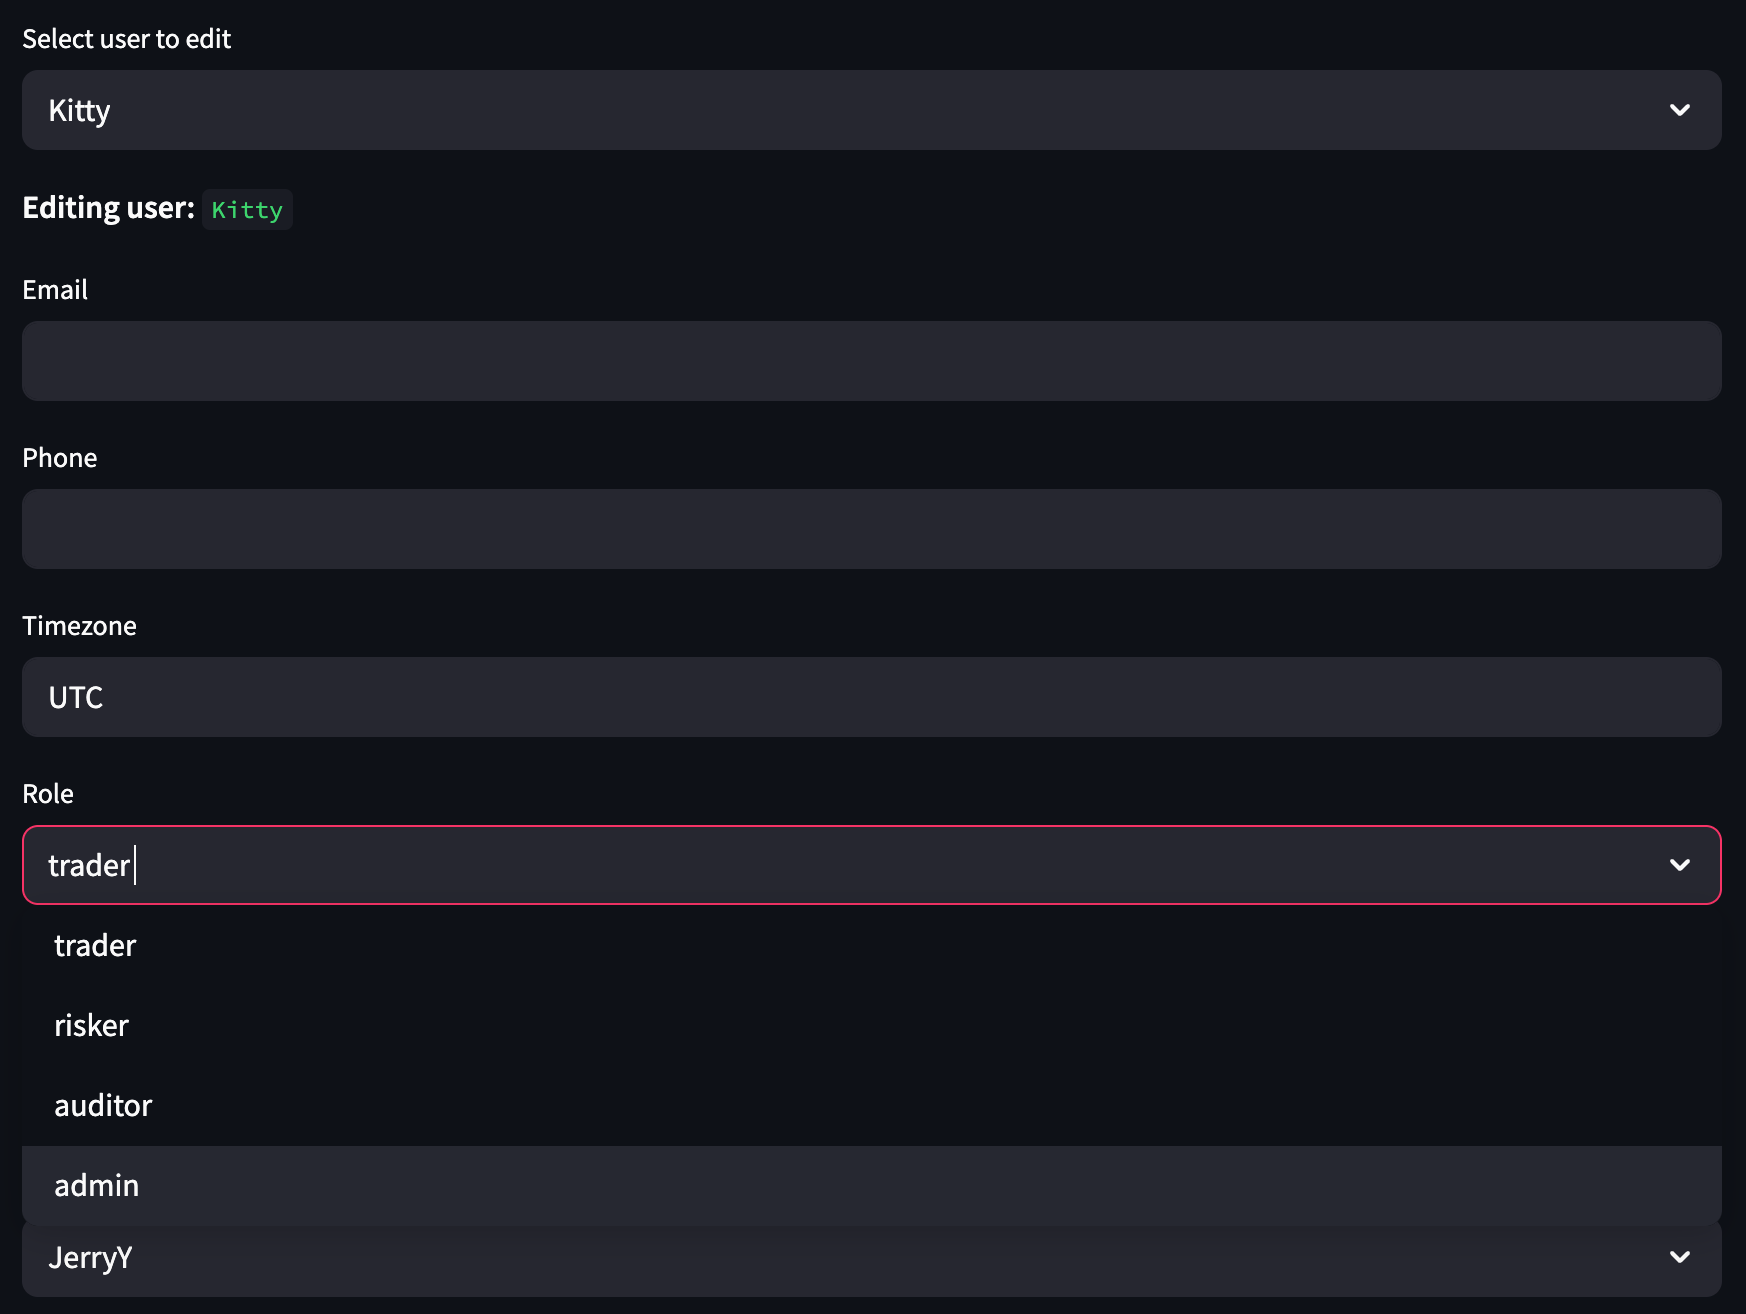 Select user to edit
Kitty
Editing user: Kitty
Email
Phone
Timezone
UTC
Role
trader
trader
risker
auditor
admin
JerryY